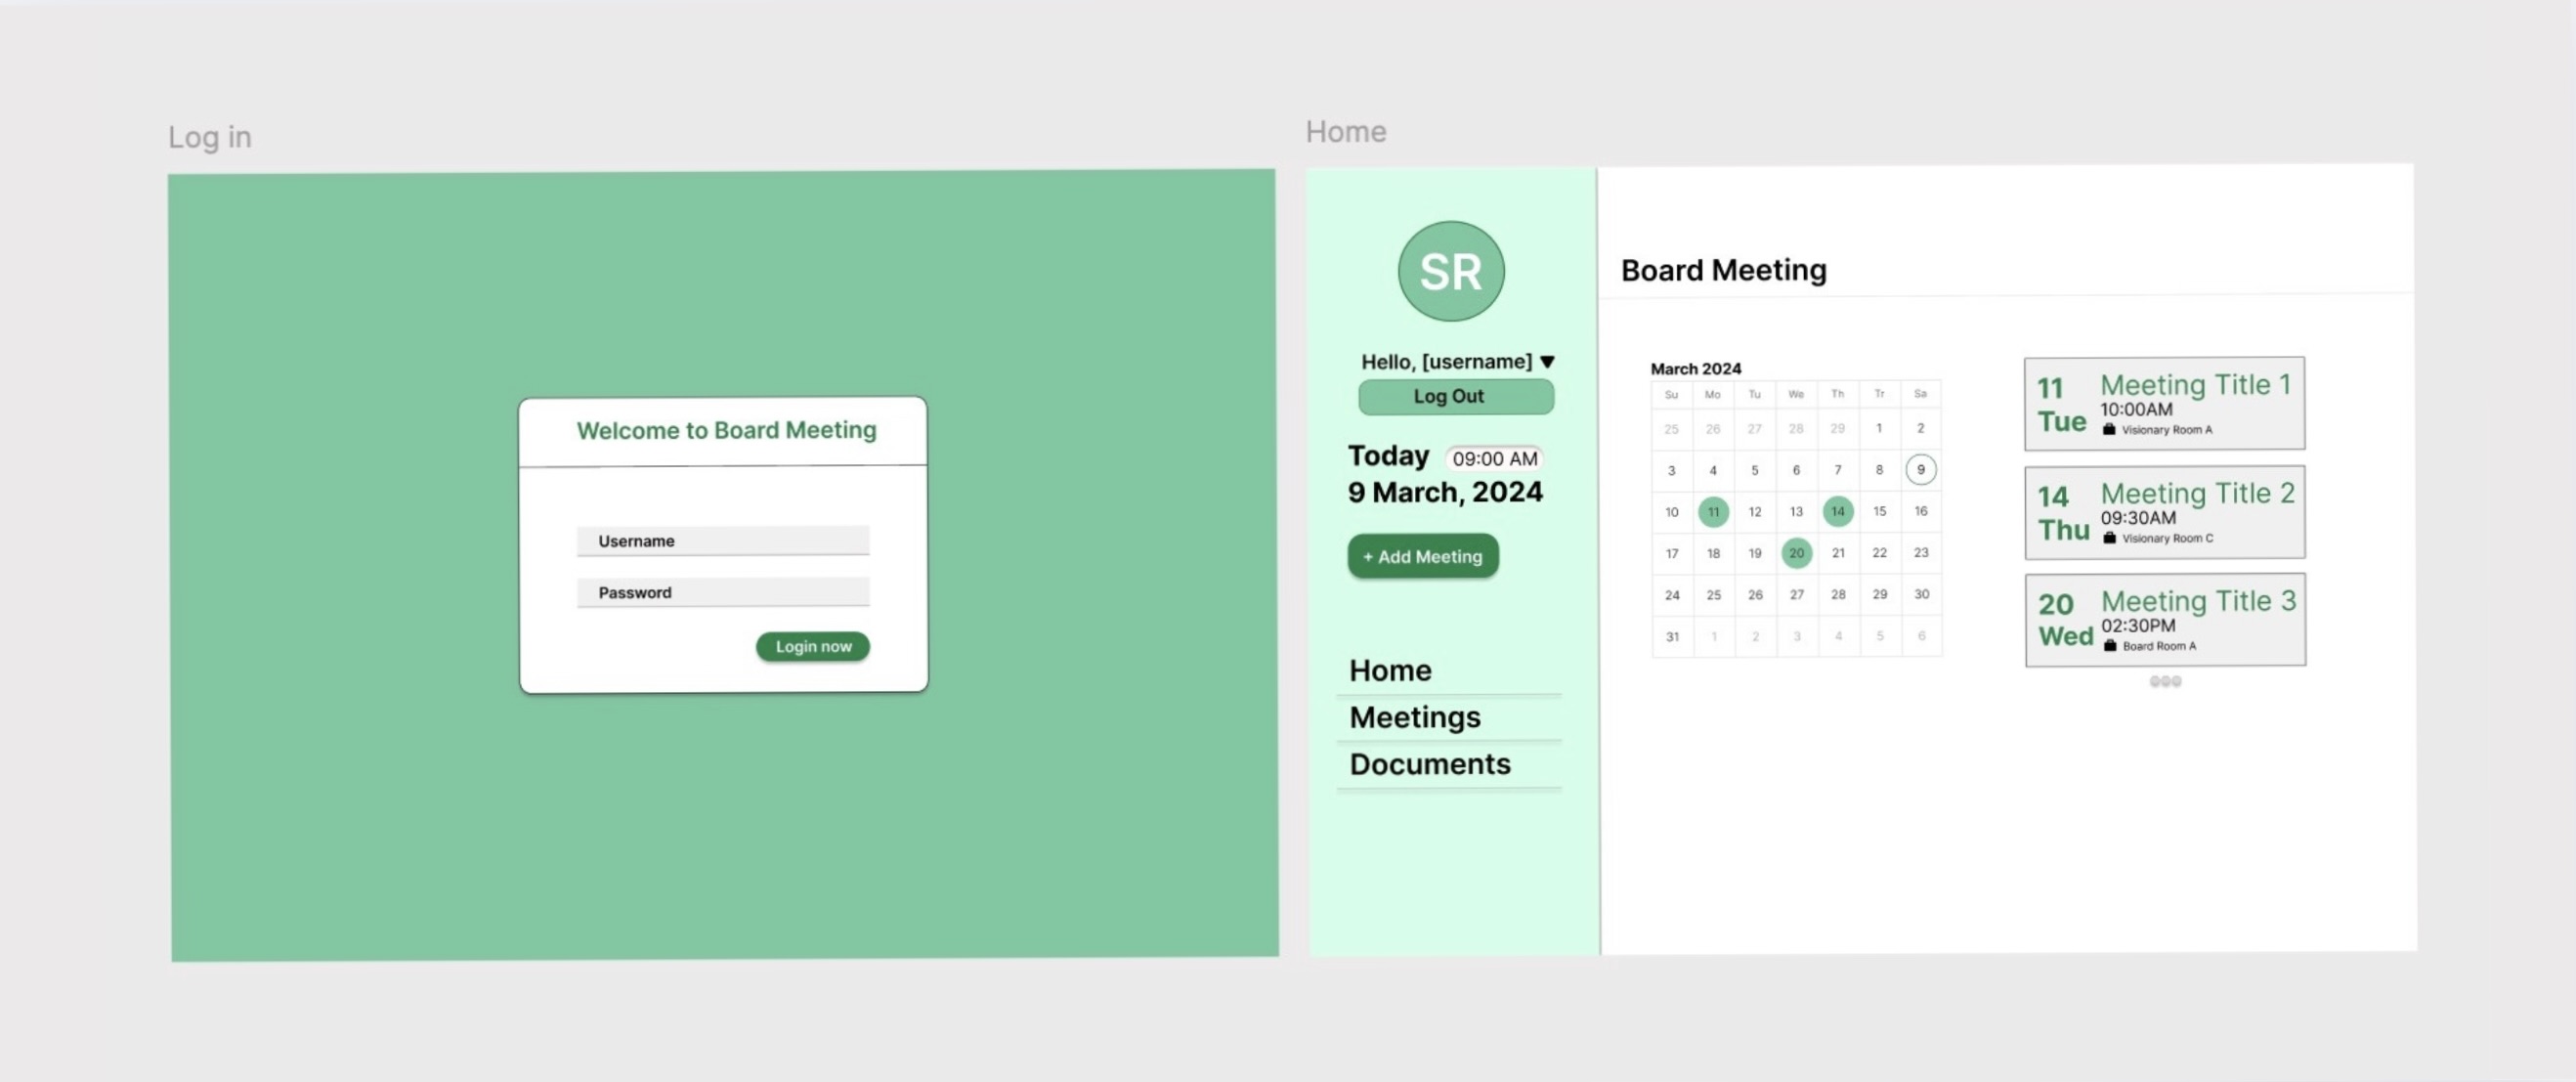 Log in
Welcome to Board Meeting
Username
Password
Login now
Home
SR
Hello, [username] ▼
Log Out
Today 09:00 AM
9 March, 2024
+ Add Meeting
Home
Meetings
Documents
Board Meeting
March 2024
Su Mo Tu We Th Tr Sa
25 26 27 28 29 1 2
3 4 5 6 7 8 9
10 11 12 13 14 15 16
17 18 19 20 21 22 23
24 25 26 27 28 29 30
31 1 2 3 4 5 6
11 Meeting Title 1
10:00AM
Tue Visionary Room A
14 Meeting Title 2
09:30AM
Thu Visionary Room C
20 Meeting Title 3
02:30PM
Wed Board Room A